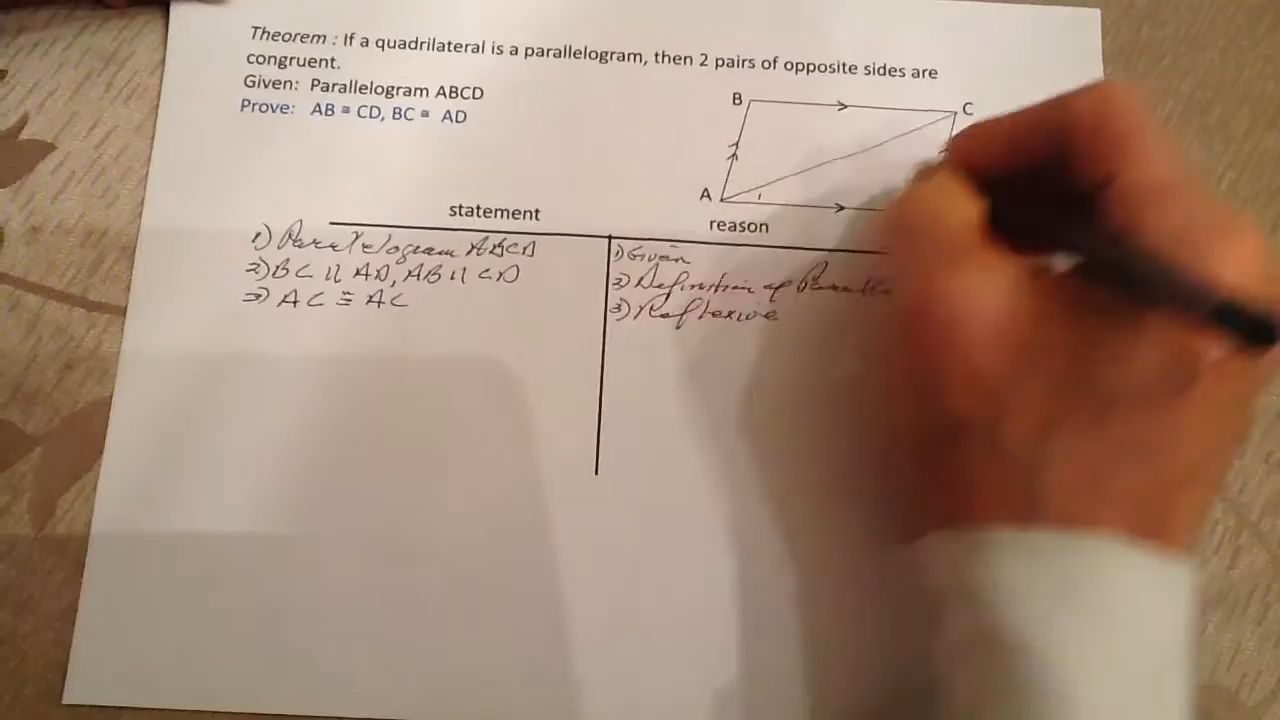 Theorem : If a quadrilateral is a parallelogram, then 2 pairs of opposite sides are
congruent.
Given: Parallelogram ABCD
Prove: AB ≅ CD, BC ≅ AD
B
C
A
1
statement
reason
1) Parallelogram ABCD
1) Given
2) BC || AD, AB || CD
2) Definition of
3) AC ≅ AC
3) Reflexive